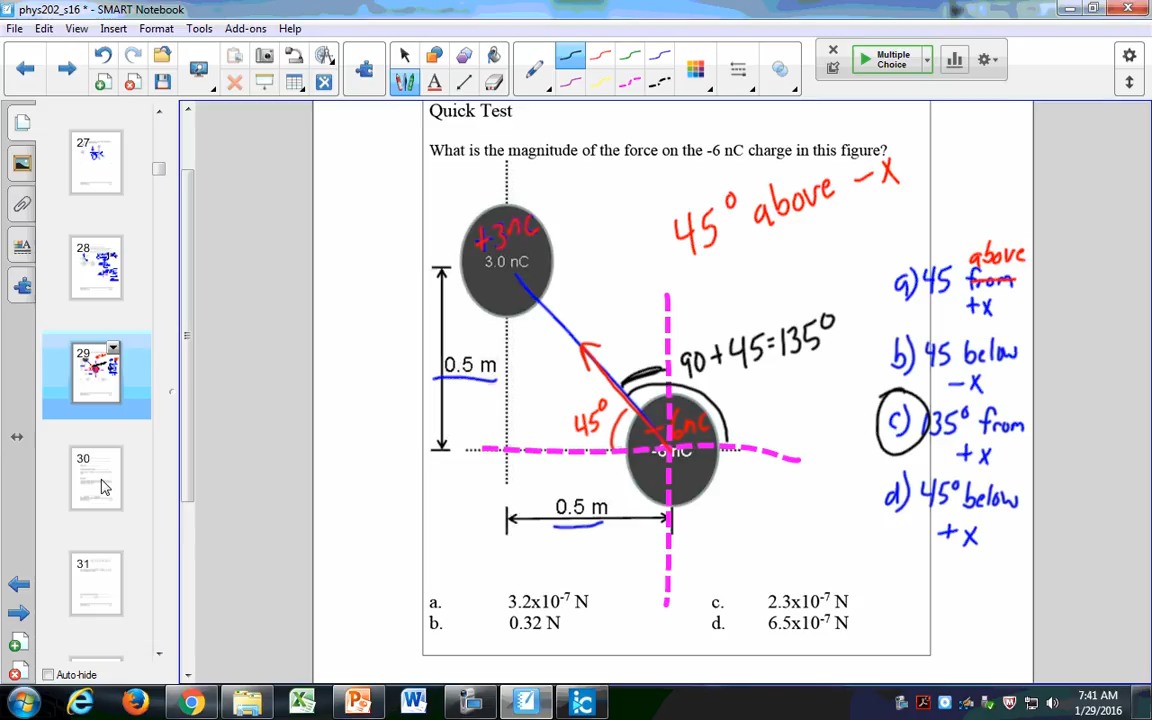 phys202_s16 * - SMART Notebook
File Edit View Insert Format Tools Add-ons Help
Multiple
Choice
27
28
29
30
31
Auto-hide
Quick Test
What is the magnitude of the force on the -6 nC charge in this figure?
45° above -x
+3nC
3.0 nC
90+45=135°
0.5 m
45°
-6nC
-6 nC
0.5 m
above
a) 45 from
+x
b) 45 below
-x
c) 135° from
+x
d) 45° below
+x
a. 3.2x10⁻⁷ N c. 2.3x10⁻⁷ N
b. 0.32 N d. 6.5x10⁻⁷ N
7:41 AM
1/29/2016